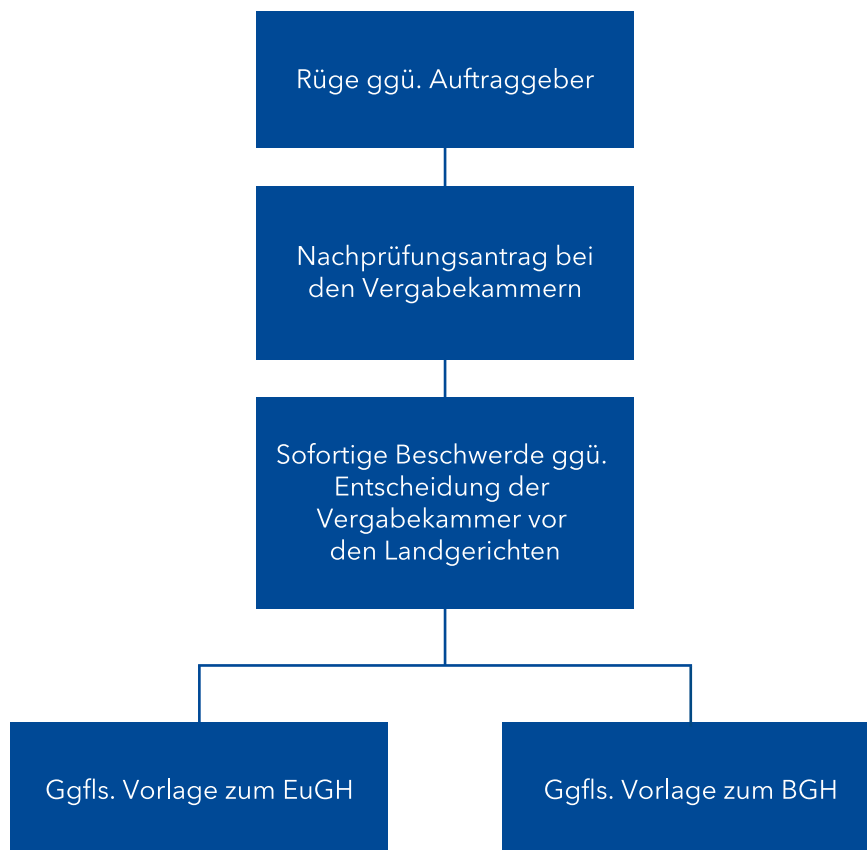 Rüge ggü. Auftraggeber
Nachprüfungsantrag bei
den Vergabekammern
Sofortige Beschwerde ggü.
Entscheidung der
Vergabekammer vor
den Landgerichten
Ggfls. Vorlage zum EuGH
Ggfls. Vorlage zum BGH